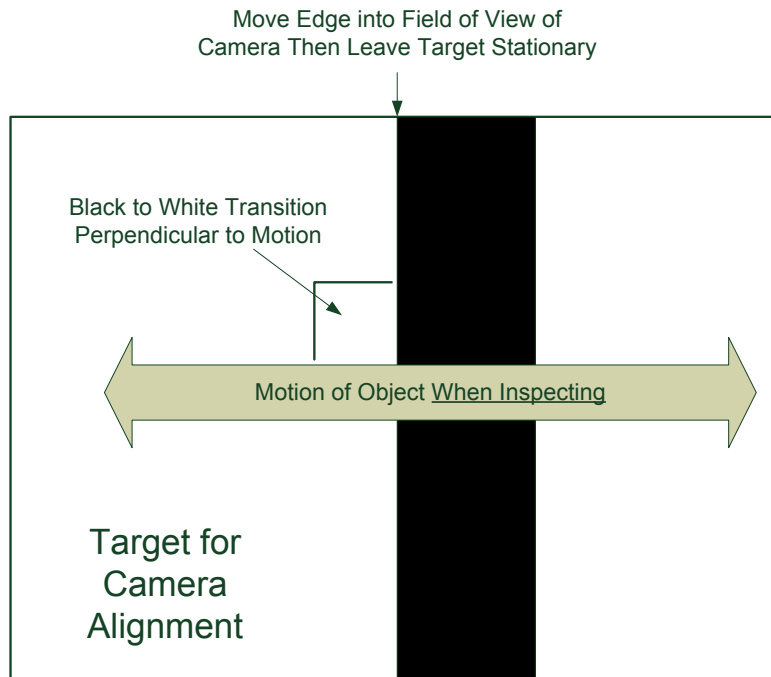 Move Edge into Field of View of
Camera Then Leave Target Stationary
Black to White Transition
Perpendicular to Motion
Motion of Object When Inspecting
Target for
Camera
Alignment